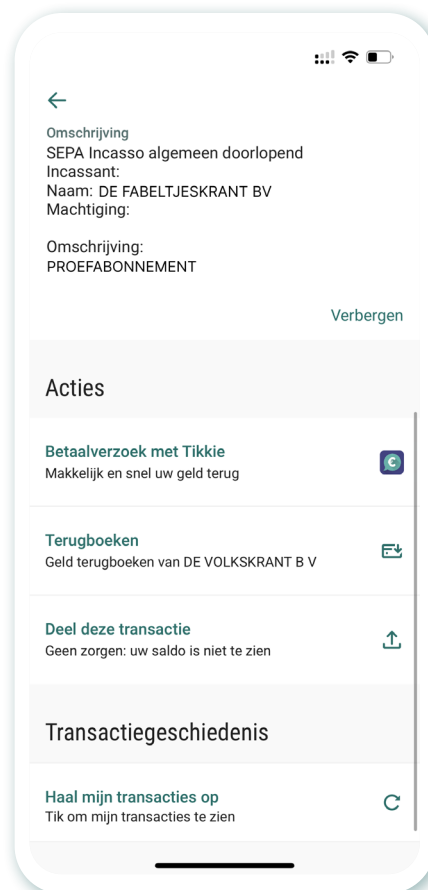 Omschrijving
SEPA Incasso algemeen doorlopend
Incassant:
Naam: DE FABELTJESKRANT BV
Machtiging:
Omschrijving:
PROEFABONNEMENT
Verbergen
Acties
Betaalverzoek met Tikkie
Makkelijk en snel uw geld terug
Terugboeken
Geld terugboeken van DE VOLKSKRANT B V
Deel deze transactie
Geen zorgen: uw saldo is niet te zien
Transactiegeschiedenis
Haal mijn transacties op
Tik om mijn transacties te zien